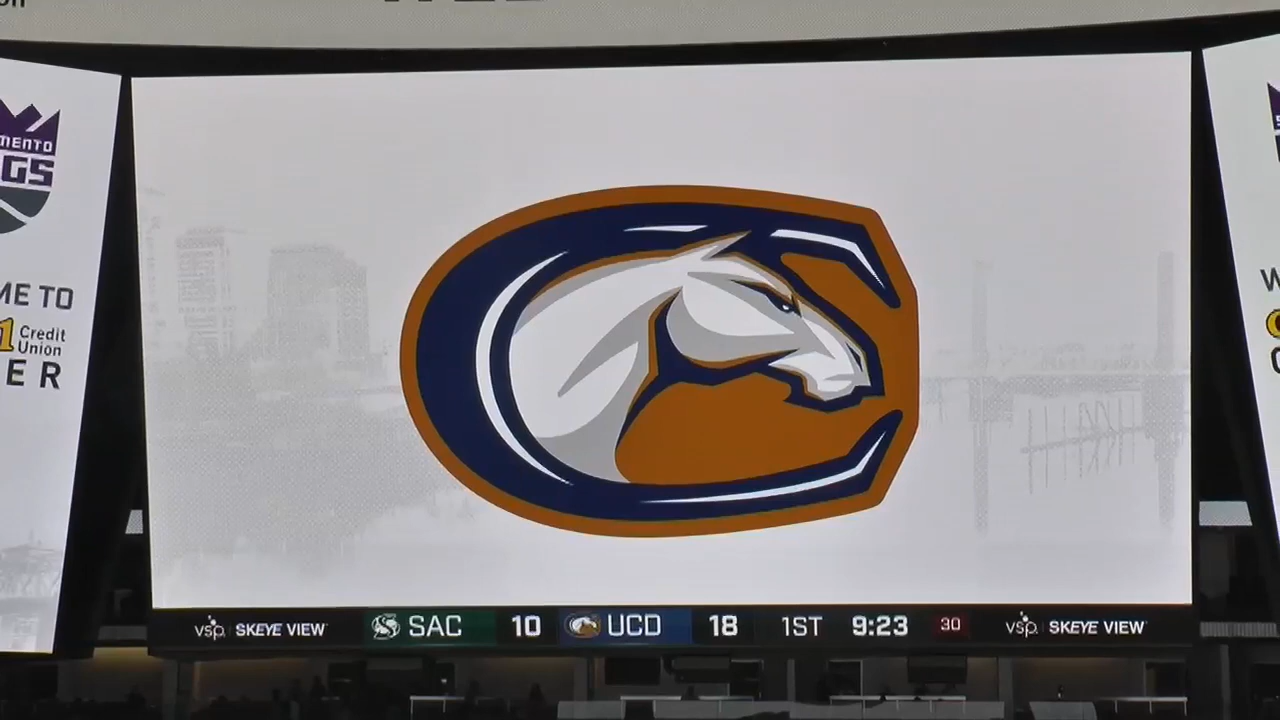 MENTO
GS
ME TO
1 Credit
Union
ER
vsp. SKEYE VIEW
SAC 10 UCD 18 1ST 9:23 30
vsp. SKEYE VIEW
W
C